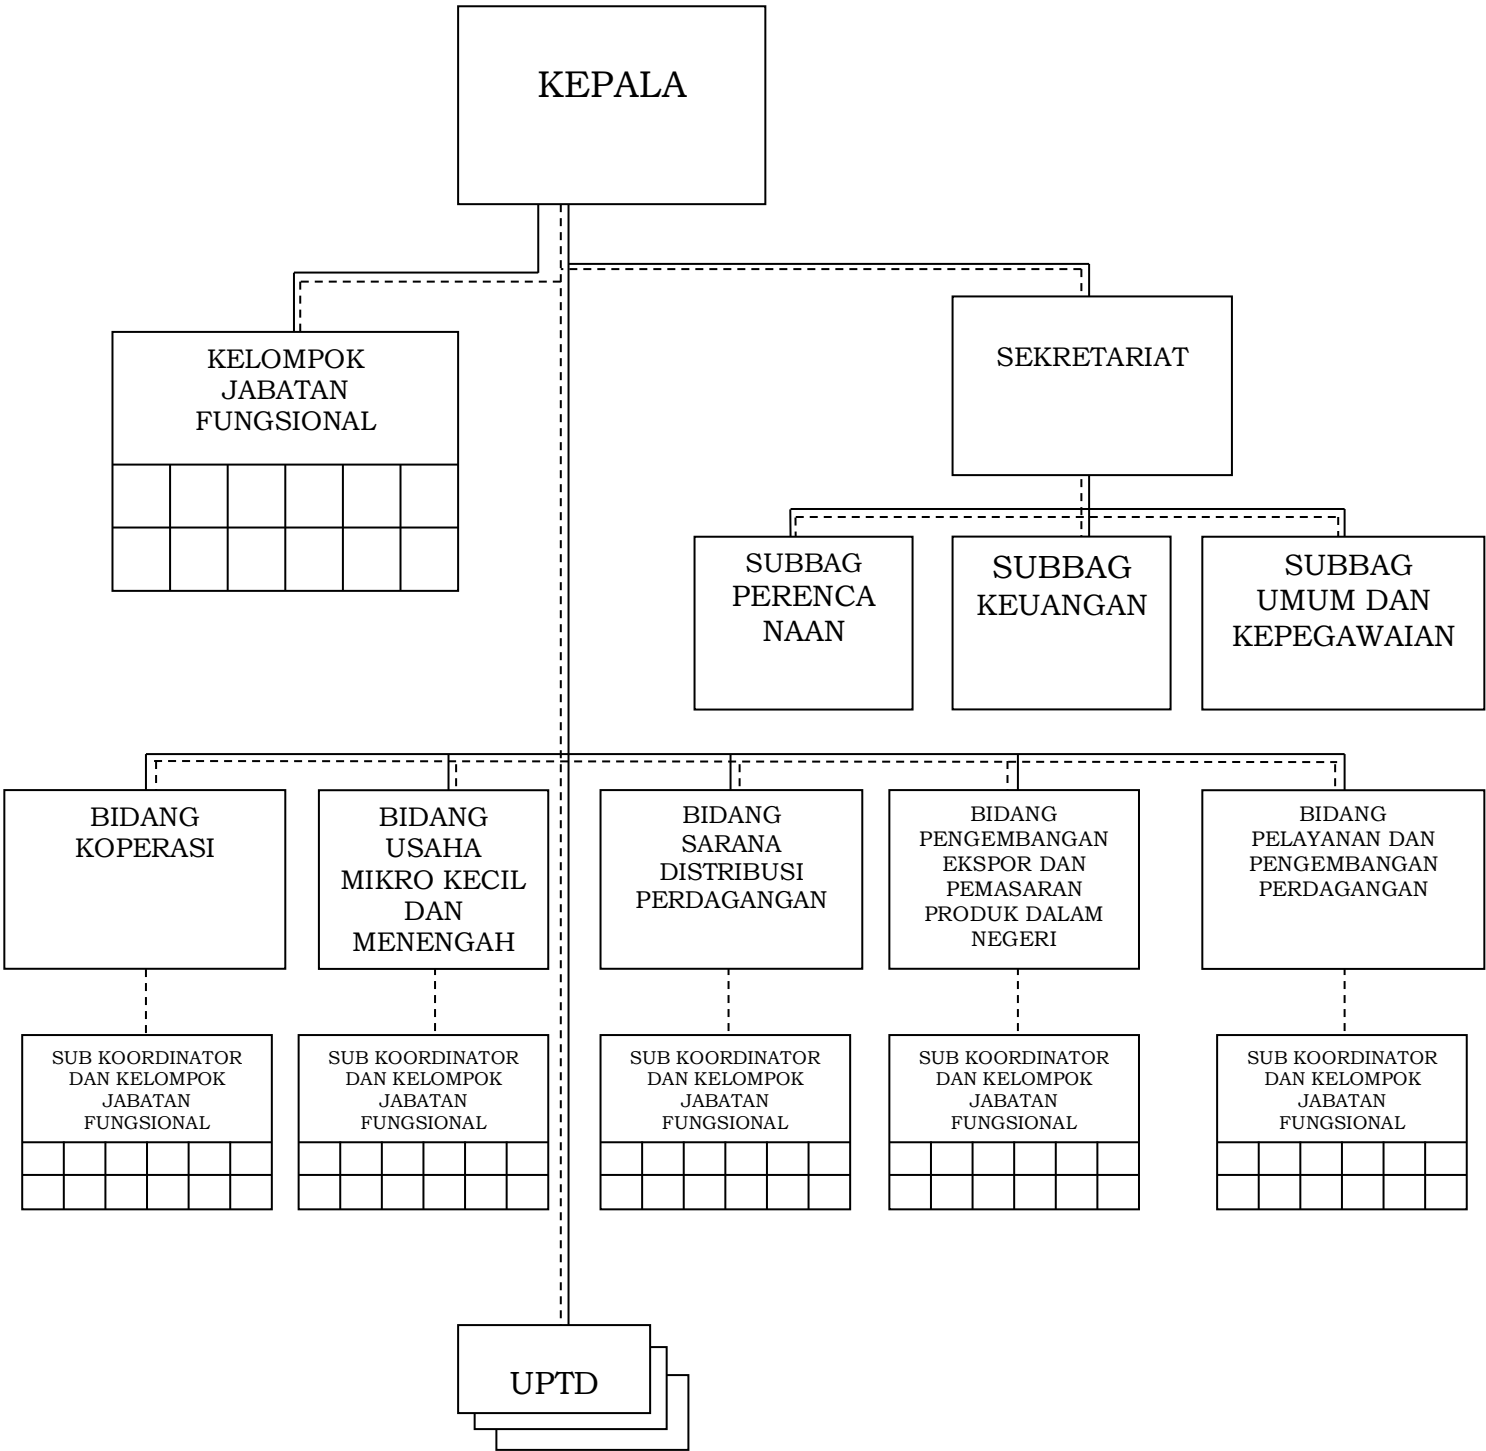 KEPALA
KELOMPOK
JABATAN
FUNGSIONAL
SEKRETARIAT
SUBBAG
PERENCA
NAAN
SUBBAG
KEUANGAN
SUBBAG
UMUM DAN
KEPEGAWAIAN
BIDANG
KOPERASI
BIDANG
USAHA
MIKRO KECIL
DAN
MENENGAH
BIDANG
SARANA
DISTRIBUSI
PERDAGANGAN
BIDANG
PENGEMBANGAN
EKSPOR DAN
PEMASARAN
PRODUK DALAM
NEGERI
BIDANG
PELAYANAN DAN
PENGEMBANGAN
PERDAGANGAN
SUB KOORDINATOR
DAN KELOMPOK
JABATAN
FUNGSIONAL
SUB KOORDINATOR
DAN KELOMPOK
JABATAN
FUNGSIONAL
SUB KOORDINATOR
DAN KELOMPOK
JABATAN
FUNGSIONAL
SUB KOORDINATOR
DAN KELOMPOK
JABATAN
FUNGSIONAL
SUB KOORDINATOR
DAN KELOMPOK
JABATAN
FUNGSIONAL
UPTD